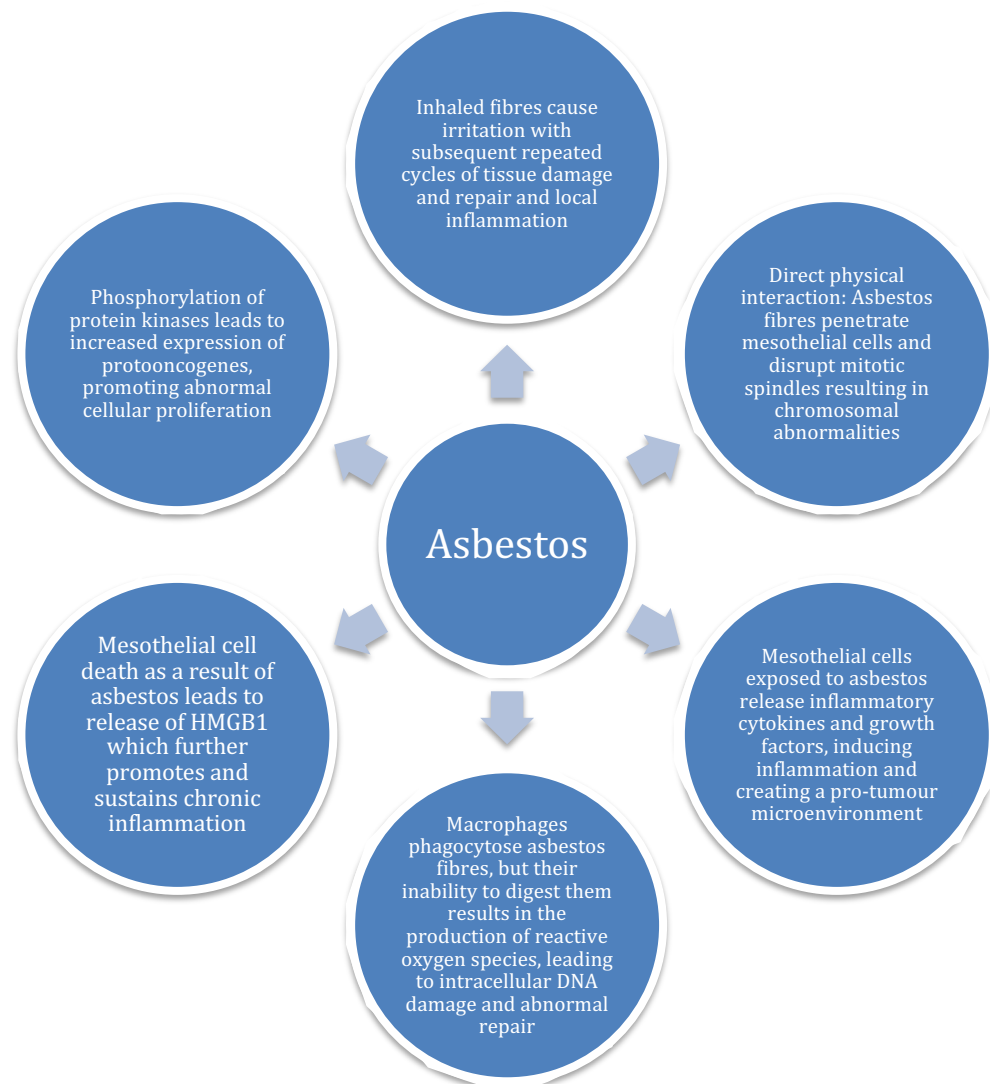 Inhaled fibres cause
irritation with
subsequent repeated
cycles of tissue damage
and repair and local
inflammation
Direct physical
interaction: Asbestos
fibres penetrate
mesothelial cells and
disrupt mitotic
spindles resulting in
chromosomal
abnormalities
Mesothelial cells
exposed to asbestos
release inflammatory
cytokines and growth
factors, inducing
inflammation and
creating a pro-tumour
microenvironment
Macrophages
phagocytose asbestos
fibres, but their
inability to digest them
results in the
production of reactive
oxygen species, leading
to intracellular DNA
damage and abnormal
repair
Mesothelial cell
death as a result of
asbestos leads to
release of HMGB1
which further
promotes and
sustains chronic
inflammation
Phosphorylation of
protein kinases leads to
increased expression of
protooncogenes,
promoting abnormal
cellular proliferation
Asbestos